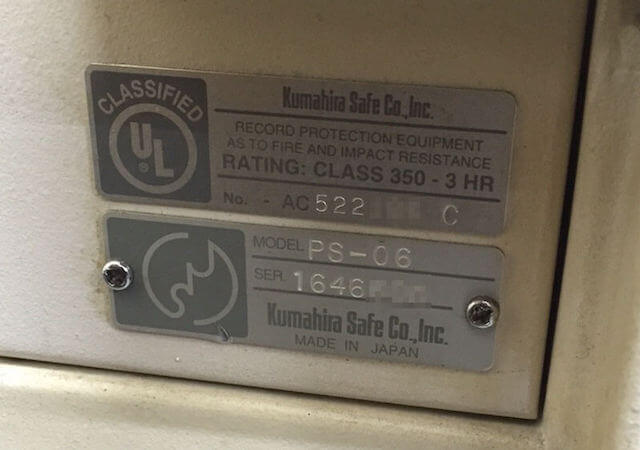 CLASSIFIED
UL
®
Kumahira Safe Co.,Inc.
RECORD PROTECTION EQUIPMENT
AS TO FIRE AND IMPACT RESISTANCE
RATING: CLASS 350 - 3 HR
No. - AC522 C
MODEL PS-06
SER. 1646
Kumahira Safe Co.,Inc.
MADE IN JAPAN